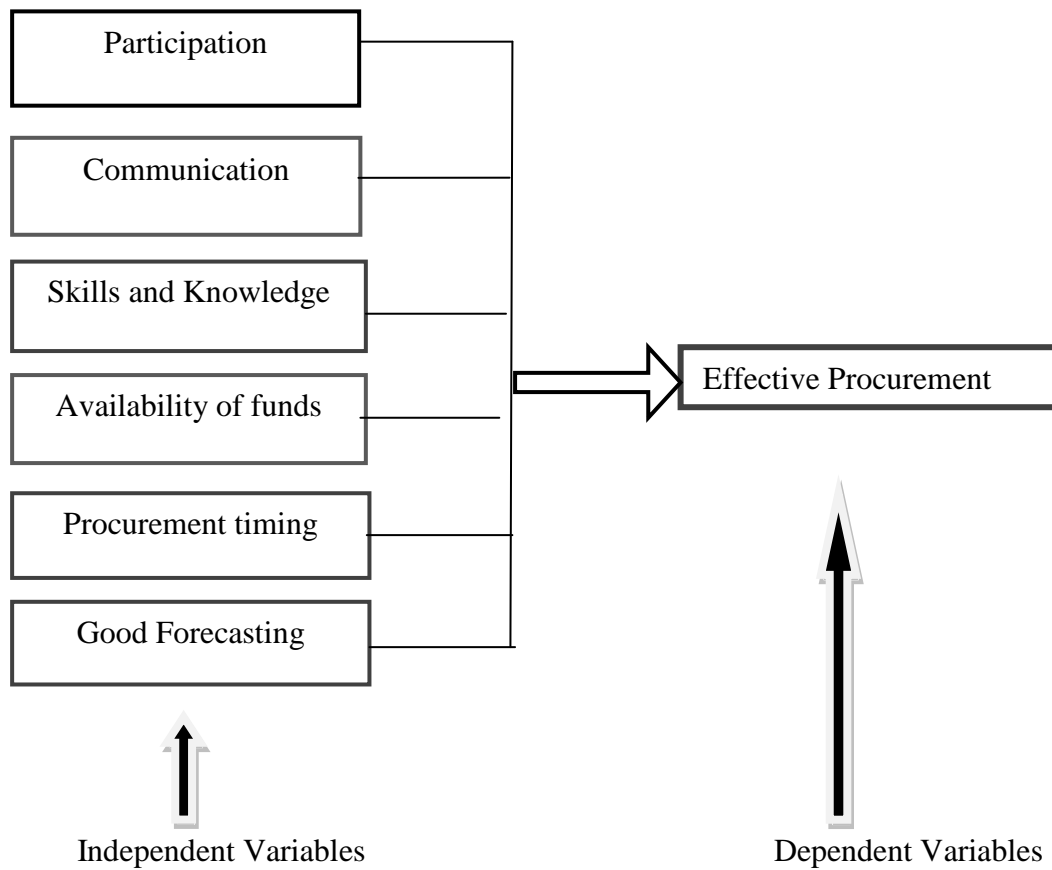 Participation
Communication
Skills and Knowledge
Availability of funds
Procurement timing
Good Forecasting
Effective Procurement
Independent Variables
Dependent Variables